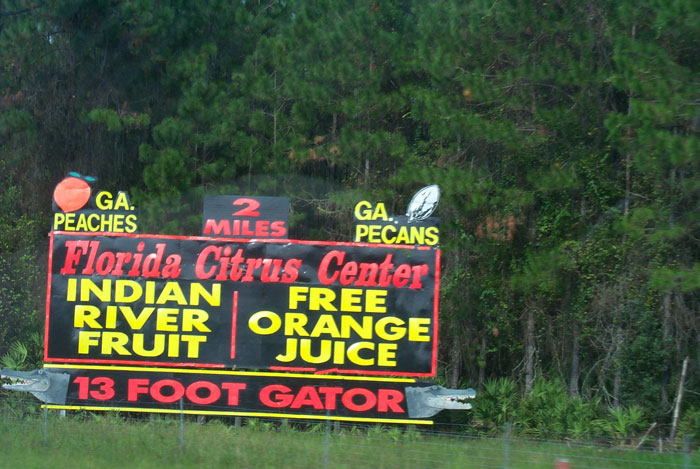 GA.
PEACHES
2
MILES
GA.
PECANS
Florida Citrus Center
INDIAN
RIVER
FRUIT
FREE
ORANGE
JUICE
13 FOOT GATOR